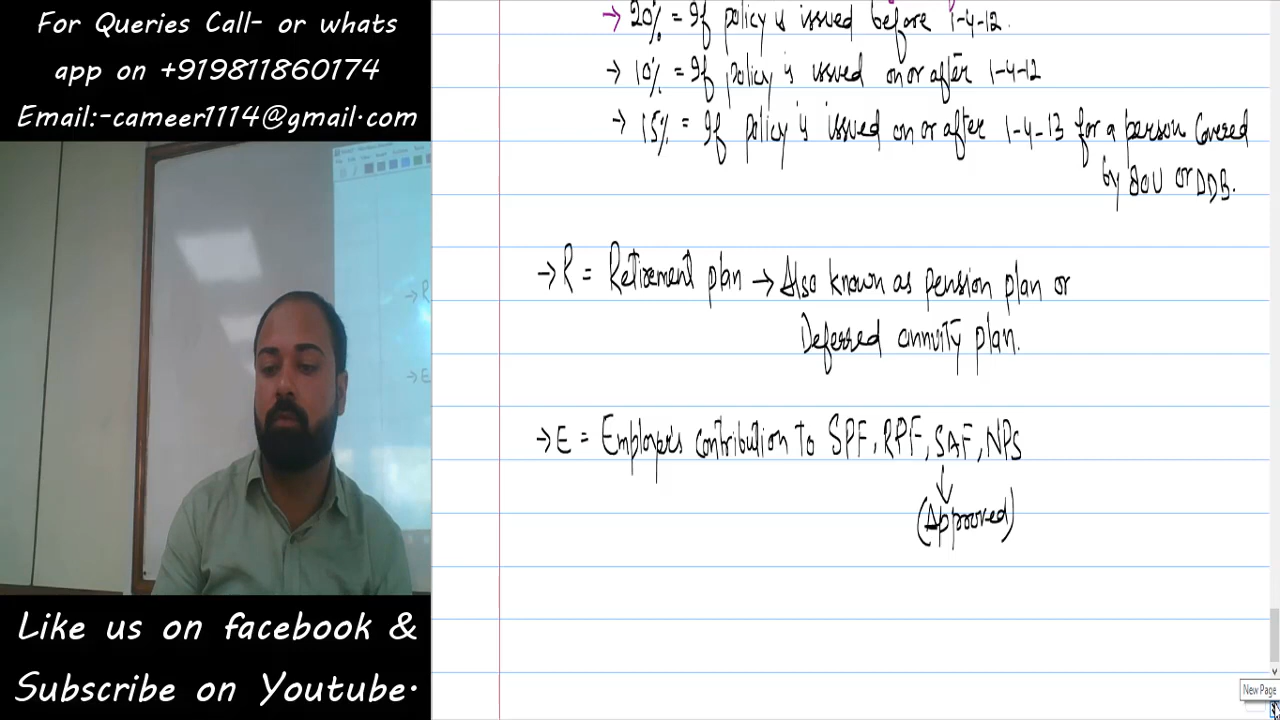 For Queries Call- or whats
app on +919811860174
Email:-cameer1114@gmail.com
→ 20% = If policy is issued before 1-4-12.
→ 10% = If policy is issued on or after 1-4-12
→ 15% = If policy is issued on or after 1-4-13 for a person Covered
by 80U or DDB.
→ R = Retirement plan → Also known as pension plan or
Deferred annuity plan.
→ E = Employer's contribution to SPF, RPF, SAF, NPS
↓
(Approved)
→ R
→ E
Like us on facebook &
Subscribe on Youtube.
New Page